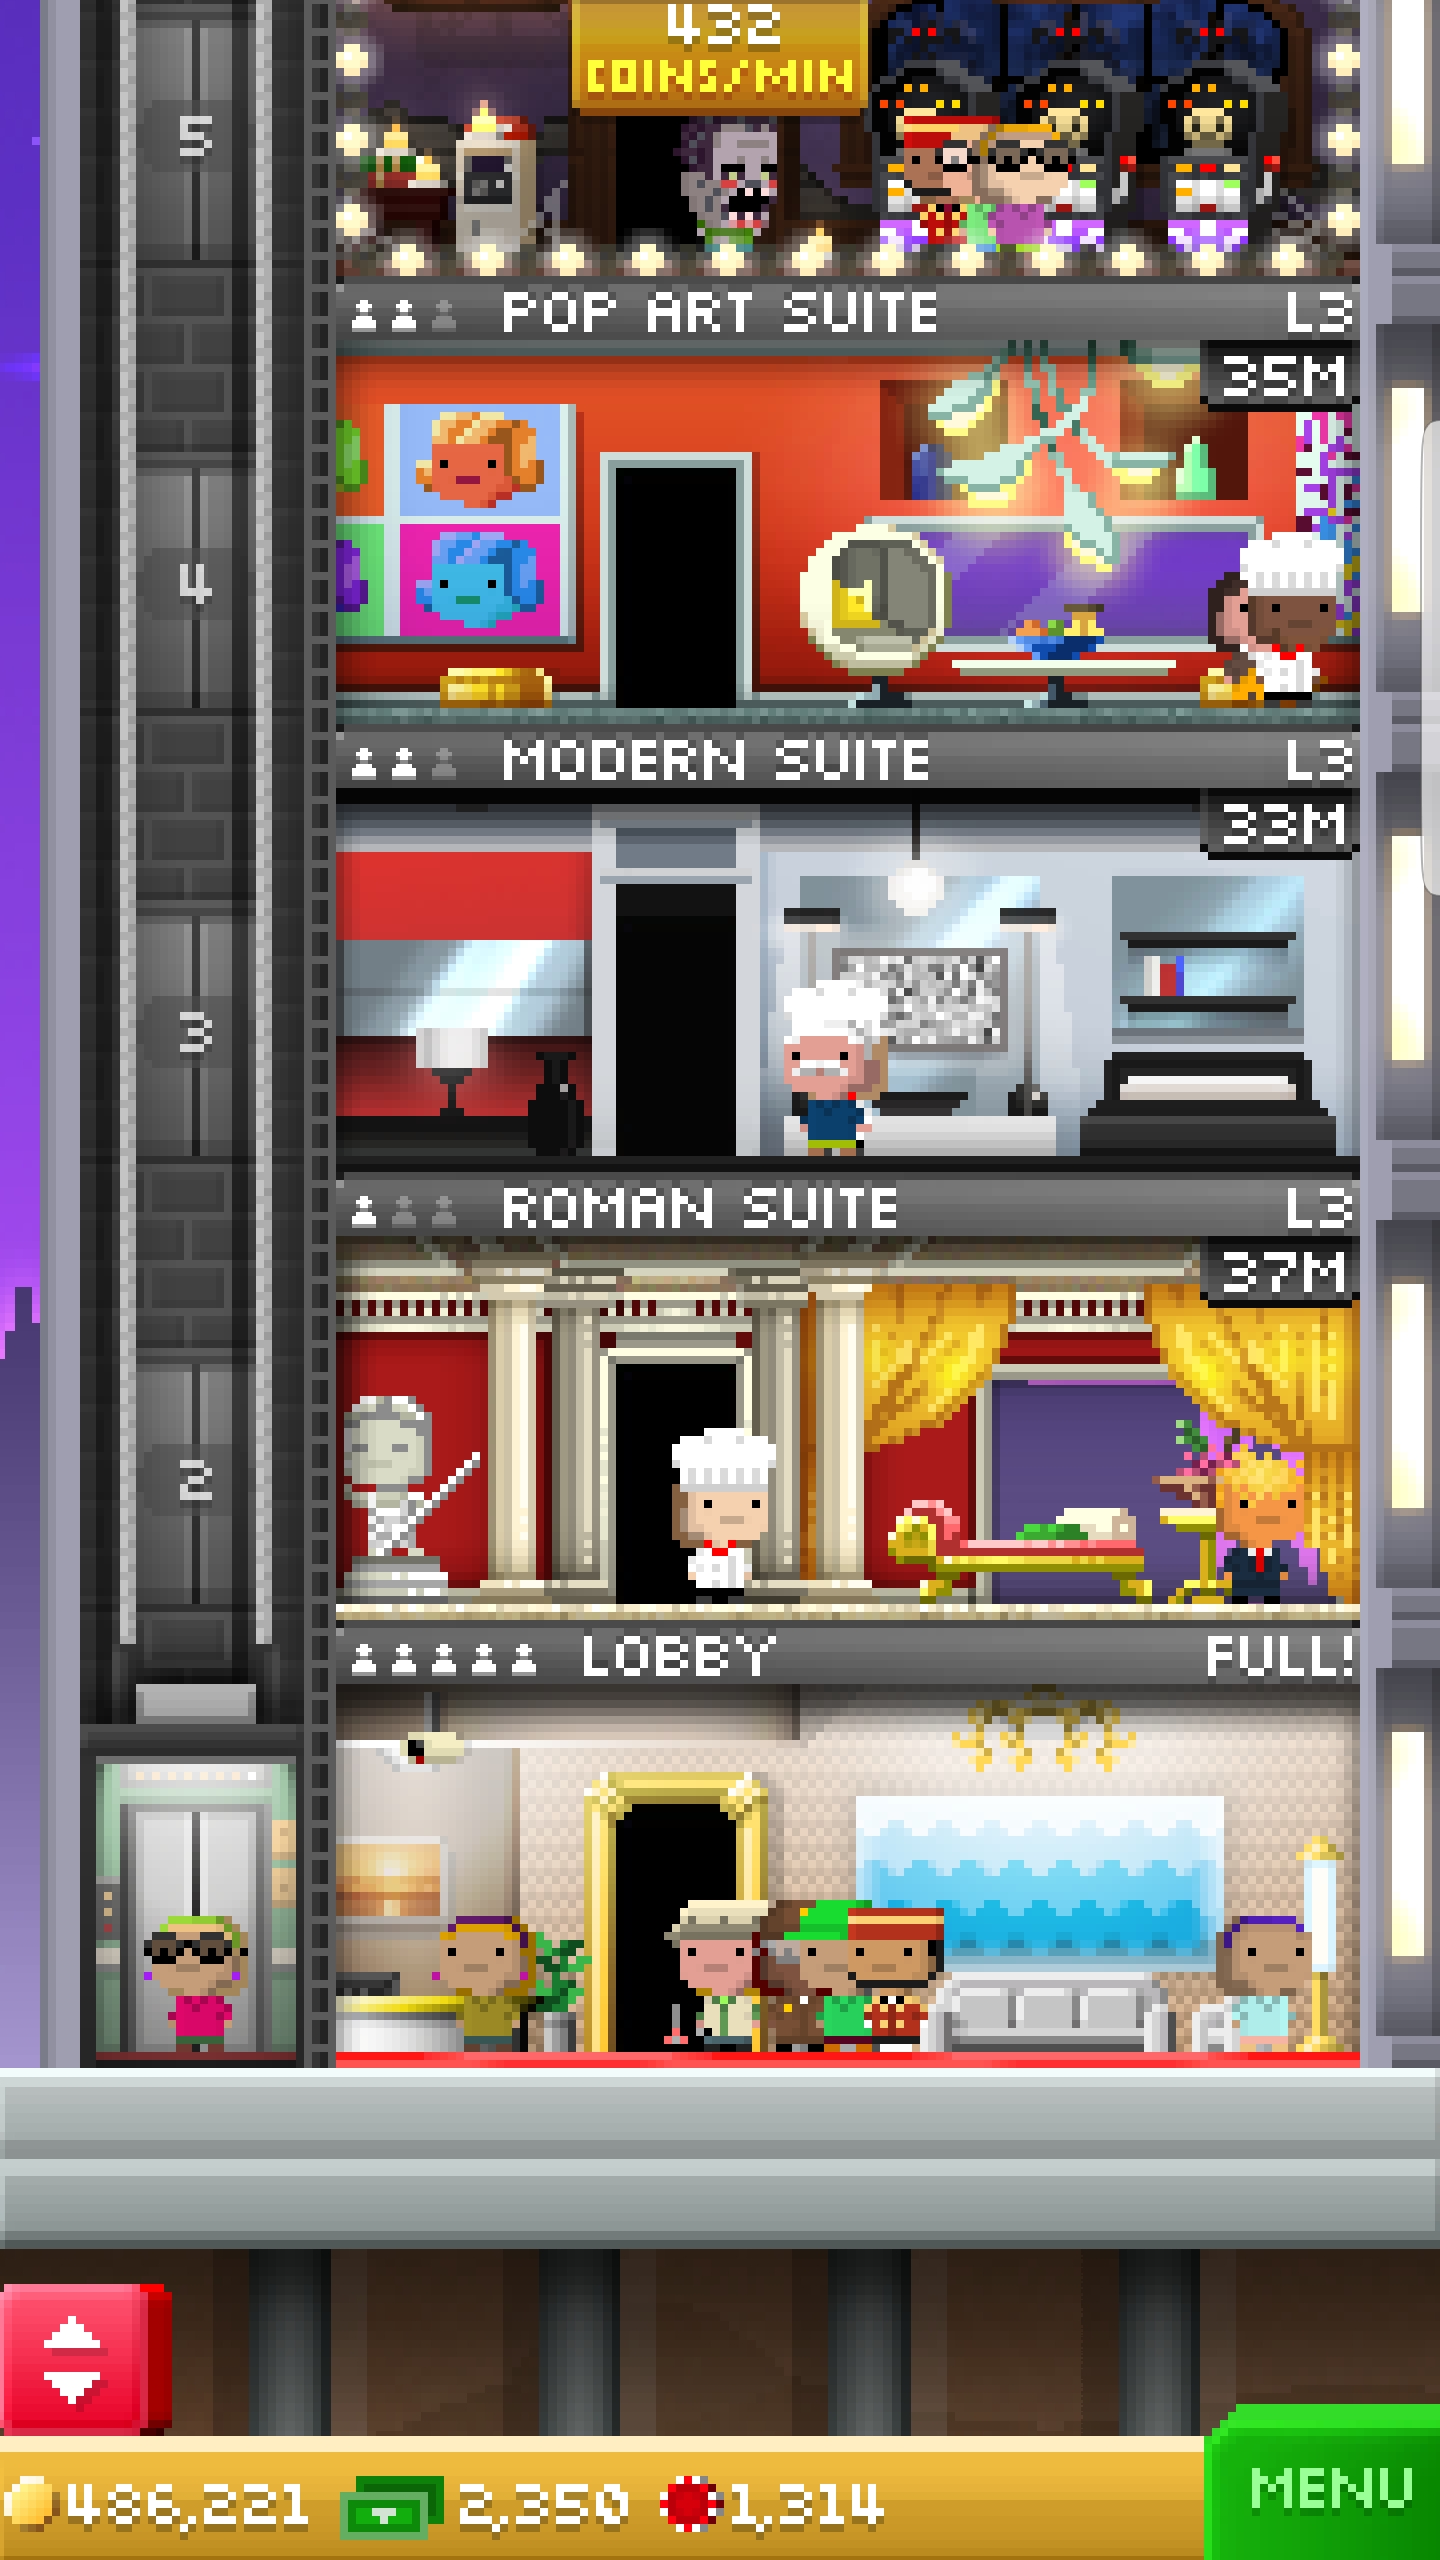 432
COINS/MIN
5
POP ART SUITE L3
35M
4
MODERN SUITE L3
33M
3
ROMAN SUITE L3
37M
2
LOBBY FULL!
486,221 2,350 1,314
MENU